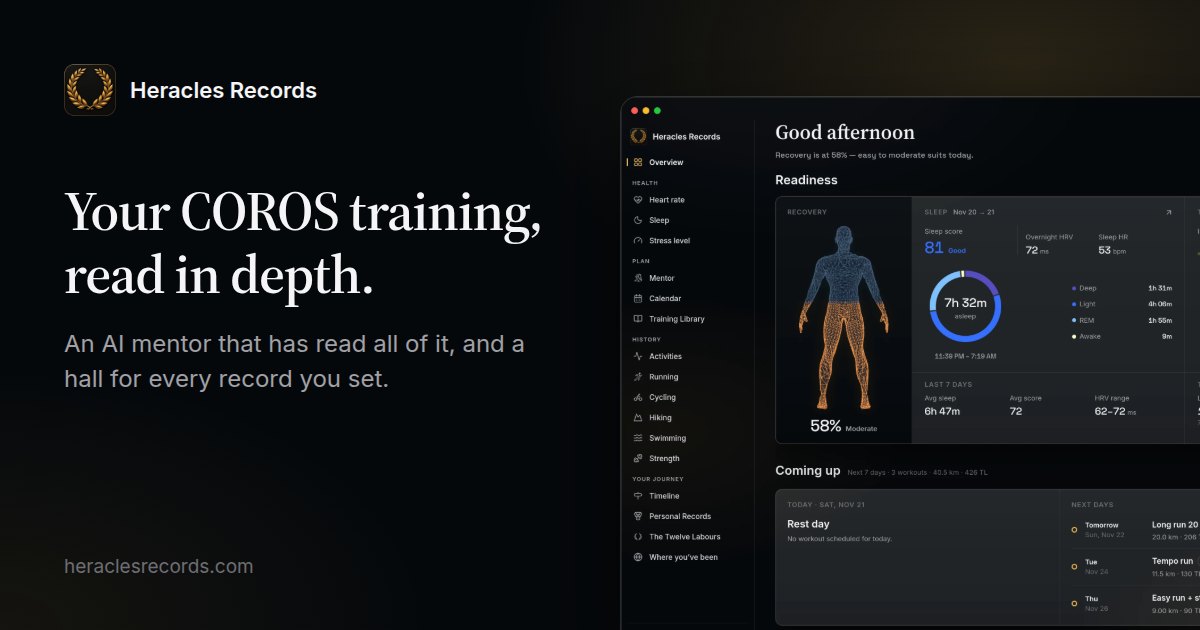 Heracles Records
Your COROS training,
read in depth.
An AI mentor that has read all of it, and a
hall for every record you set.
heraclesrecords.com
Heracles Records
Overview
HEALTH
Heart rate
Sleep
Stress level
PLAN
Mentor
Calendar
Training Library
HISTORY
Activities
Running
Cycling
Hiking
Swimming
Strength
YOUR JOURNEY
Timeline
Personal Records
The Twelve Labours
Where you've been
Good afternoon
Recovery is at 58% — easy to moderate suits today.
Readiness
RECOVERY
58% Moderate
SLEEP Nov 20 → 21
Sleep score
81 Good
Overnight HRV
72 ms
Sleep HR
53 bpm
7h 32m
asleep
11:39 PM – 7:19 AM
Deep 1h 31m
Light 4h 06m
REM 1h 55m
Awake 9m
LAST 7 DAYS
Avg sleep
6h 47m
Avg score
72
HRV range
62–72 ms
Coming up Next 7 days · 3 workouts · 40.5 km · 426 TL
TODAY · SAT, NOV 21
Rest day
No workout scheduled for today.
NEXT DAYS
Tomorrow
Sun, Nov 22
Long run 20
20.0 km · 206
Tue
Nov 24
Tempo run
11.5 km · 130 T
Thu
Nov 26
Easy run + s
9.00 km · 90 T